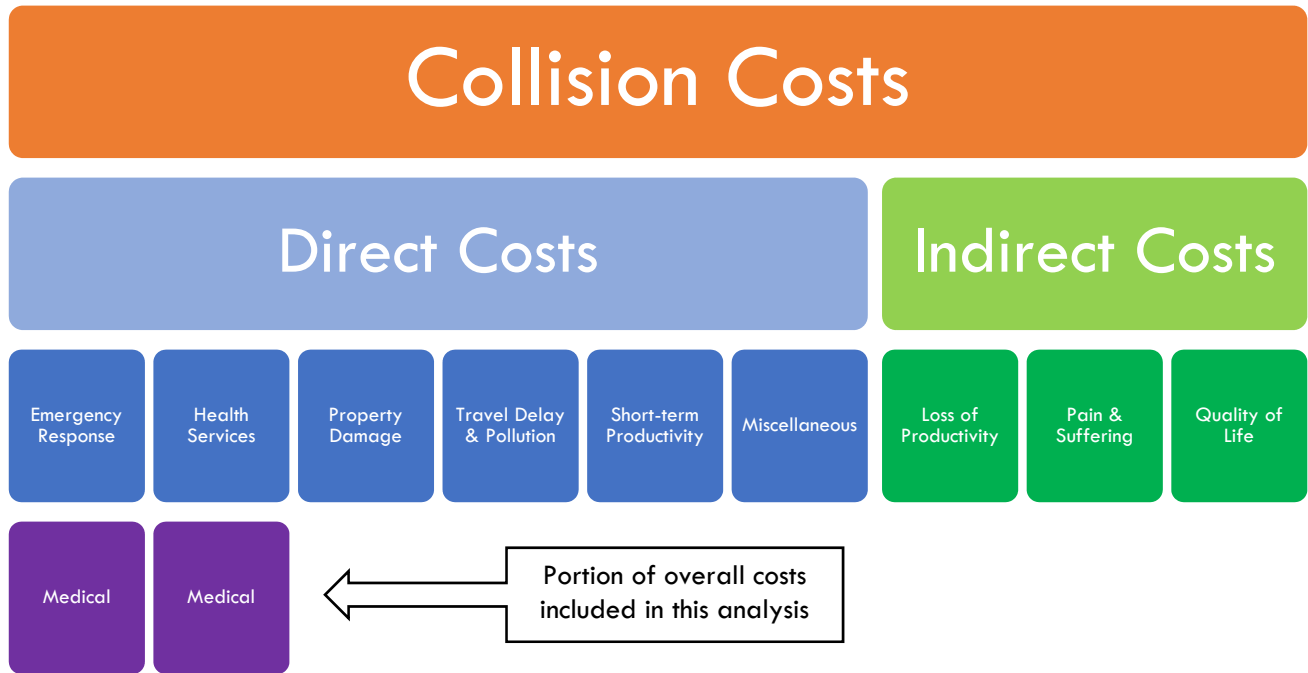 Collision Costs
Direct Costs
Indirect Costs
Emergency
Response
Health
Services
Property
Damage
Travel Delay
& Pollution
Short-term
Productivity
Miscellaneous
Loss of
Productivity
Pain &
Suffering
Quality of
Life
Medical
Medical
Portion of overall costs
included in this analysis